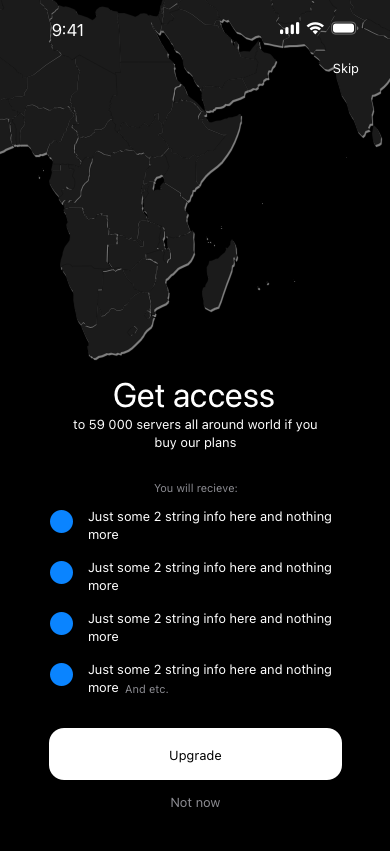 9:41
Skip
Get access
to 59 000 servers all around world if you
buy our plans
You will recieve:
Just some 2 string info here and nothing
more
Just some 2 string info here and nothing
more
Just some 2 string info here and nothing
more
Just some 2 string info here and nothing
more And etc.
Upgrade
Not now